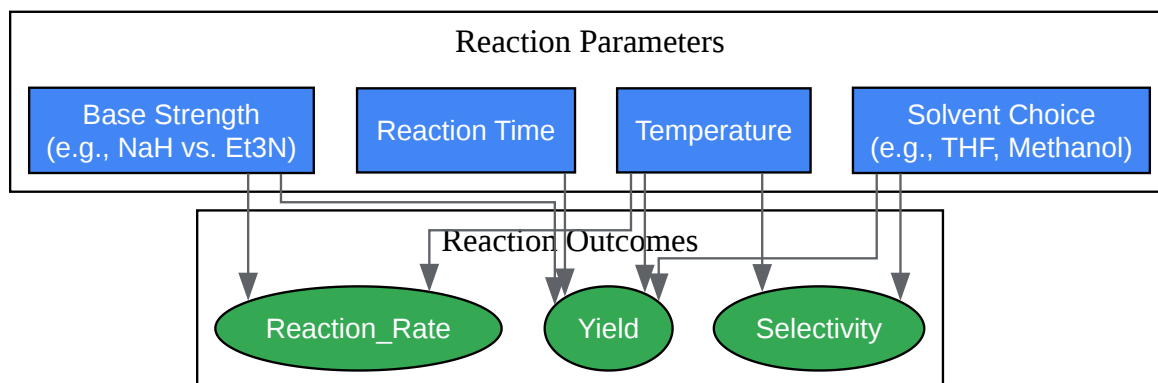 Reaction Parameters
Base Strength
(e.g., NaH vs. Et3N)
Reaction Time
Temperature
Solvent Choice
(e.g., THF, Methanol)
Reaction Outcomes
Reaction_Rate
Yield
Selectivity